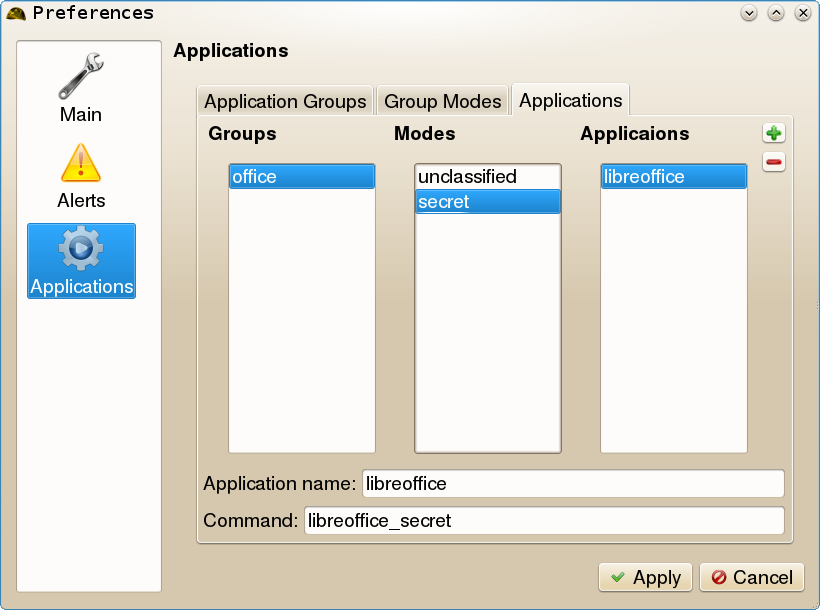 Preferences
Main
Alerts
Applications
Applications
Application Groups
Group Modes
Applications
Groups
Modes
Applicaions
office
unclassified
secret
libreoffice
Application name: libreoffice
Command: libreoffice_secret
Apply
Cancel